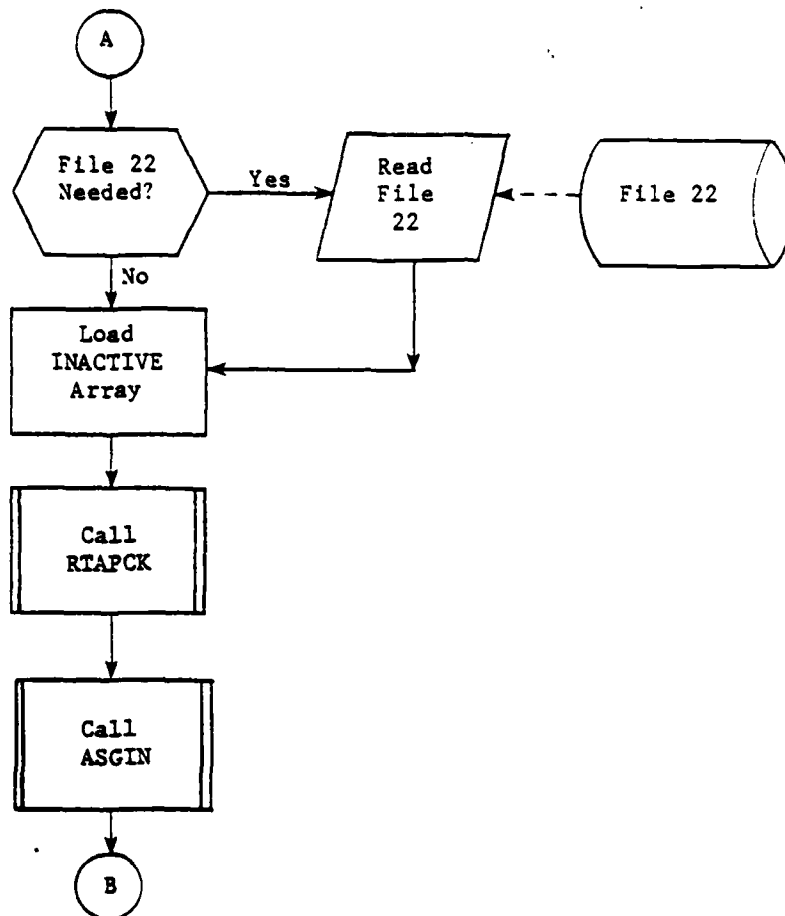 A
File 22
Needed?
Yes
Read
File
22
File 22
No
Load
INACTIVE
Array
Call
RTAPCK
Call
ASGIN
B